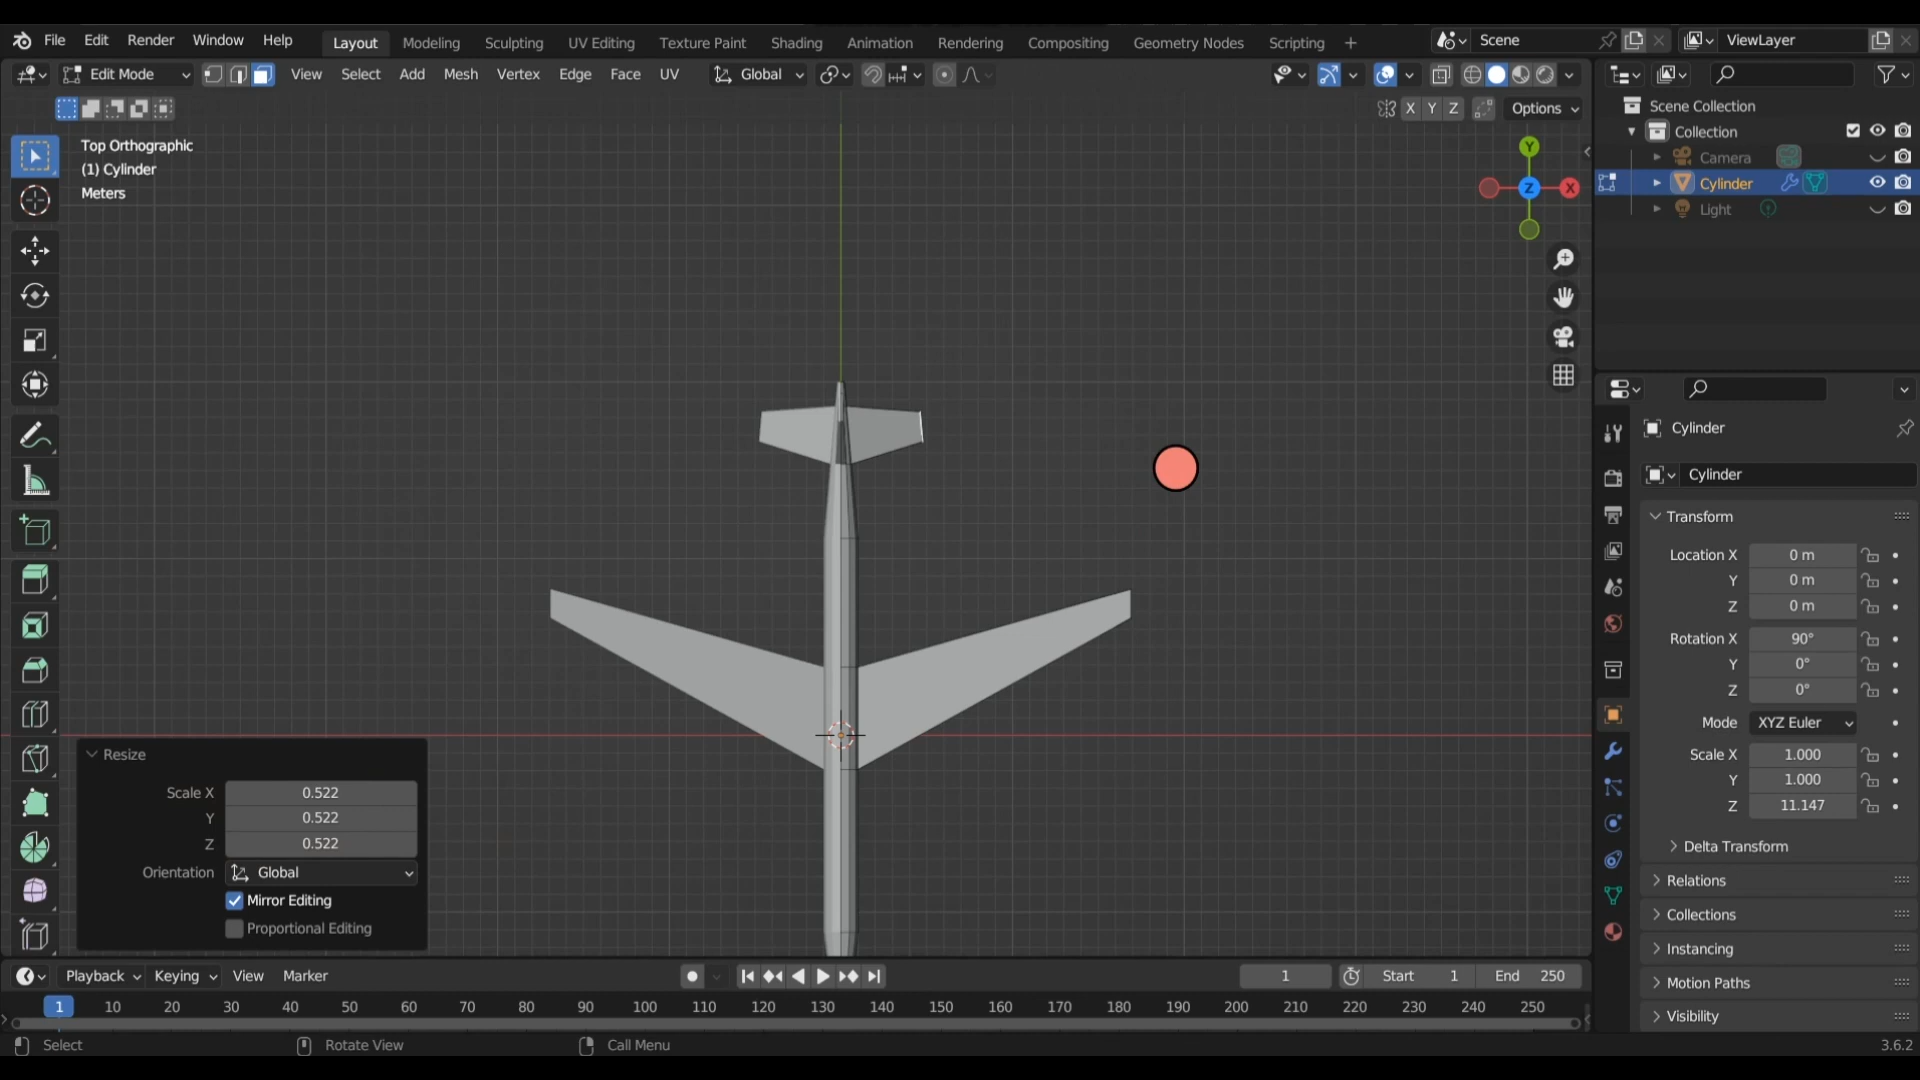 File Edit Render Window Help Layout Modeling Sculpting UV Editing Texture Paint Shading Animation Rendering Compositing Geometry Nodes Scripting + Scene ViewLayer
Edit Mode View Select Add Mesh Vertex Edge Face UV Global
X Y Z Options
Top Orthographic
(1) Cylinder
Meters
Y
Z X
Scene Collection
Collection
Camera
Cylinder
Light
Cylinder
Cylinder
Transform
Location X 0 m
Y 0 m
Z 0 m
Rotation X 90°
Y 0°
Z 0°
Mode XYZ Euler
Scale X 1.000
Y 1.000
Z 11.147
Delta Transform
Relations
Collections
Instancing
Motion Paths
Visibility
Resize
Scale X 0.522
Y 0.522
Z 0.522
Orientation Global
Mirror Editing
Proportional Editing
Playback Keying View Marker 1 Start 1 End 250
1 10 20 30 40 50 60 70 80 90 100 110 120 130 140 150 160 170 180 190 200 210 220 230 240 250
Select Rotate View Call Menu 3.6.2